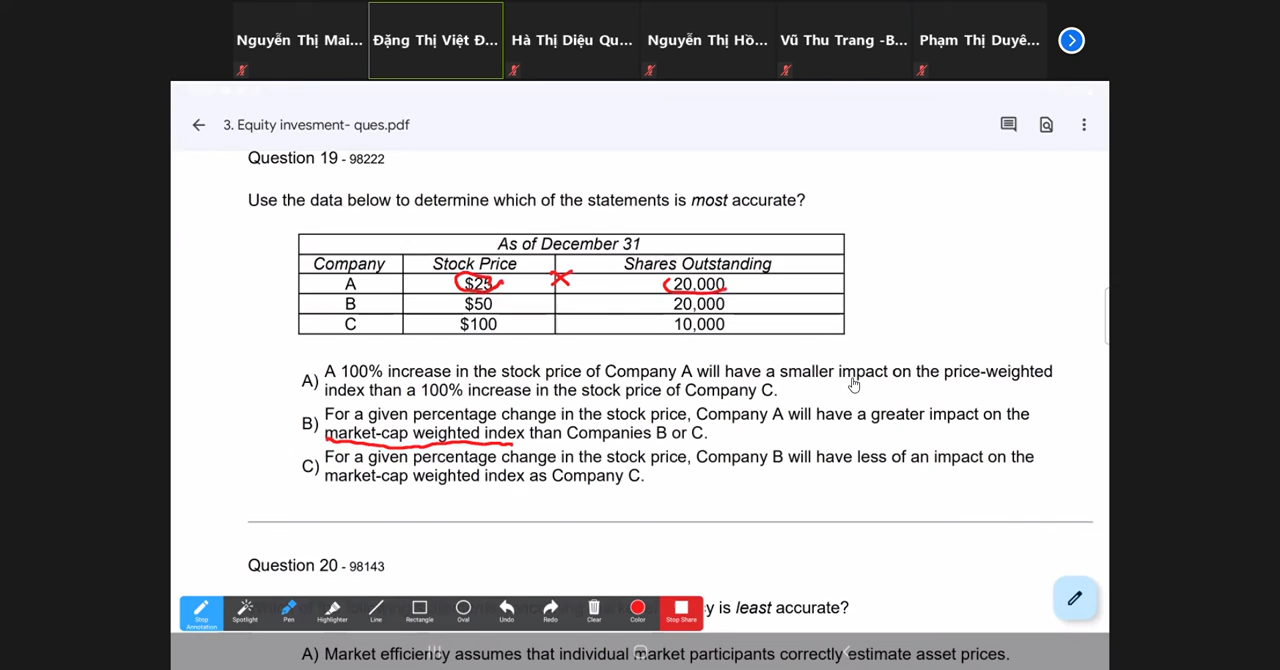 Nguyễn Thị Mai... Đặng Thị Việt Đ... Hà Thị Diệu Qu... Nguyễn Thị Hồ... Vũ Thu Trang -B... Phạm Thị Duyê...
3. Equity invesment- ques.pdf
Question 19 - 98222
Use the data below to determine which of the statements is most accurate?
As of December 31
Company Stock Price Shares Outstanding
A $25 20,000
B $50 20,000
C $100 10,000
A) A 100% increase in the stock price of Company A will have a smaller impact on the price-weighted
index than a 100% increase in the stock price of Company C.
B) For a given percentage change in the stock price, Company A will have a greater impact on the
market-cap weighted index than Companies B or C.
C) For a given percentage change in the stock price, Company B will have less of an impact on the
market-cap weighted index as Company C.
Question 20 - 98143
y is least accurate?
Stop Annotation Spotlight Pen Highlighter Line Rectangle Oval Undo Redo Clear Color Stop Share
A) Market efficiency assumes that individual market participants correctly estimate asset prices.